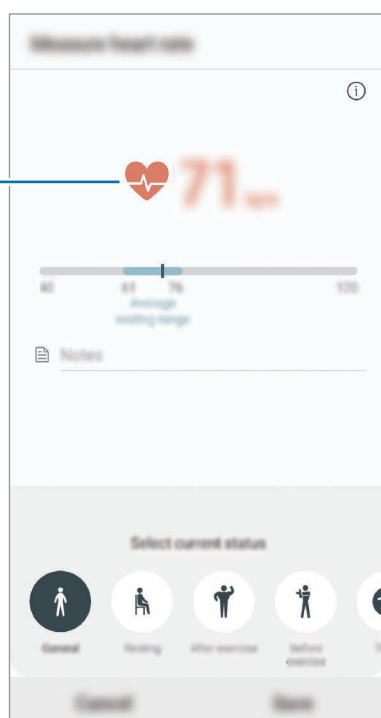 Measure heart rate
71 bpm
40 61 76 120
Average
resting range
Notes
Select current status
General Resting After exercise Before
exercise
Cancel Save